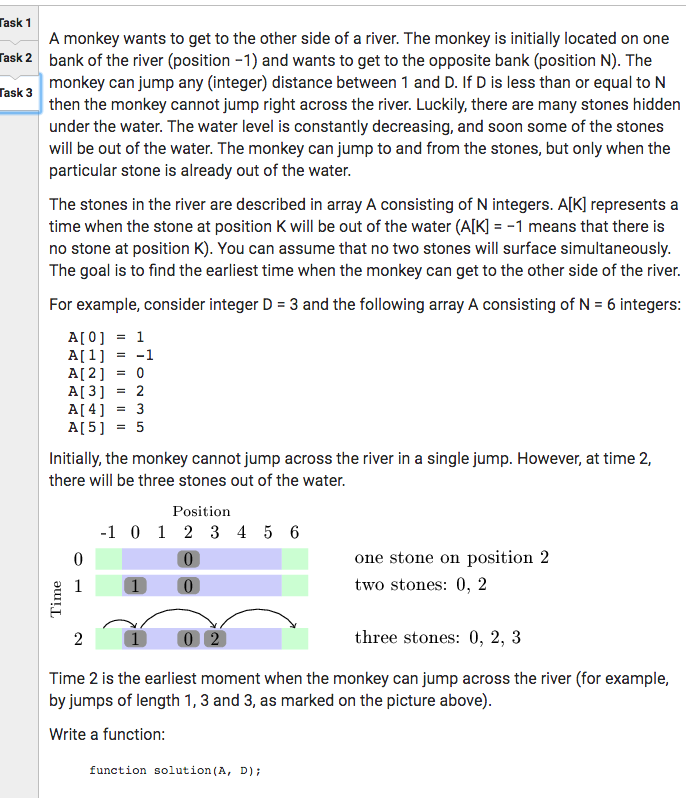 Task 1
Task 2
Task 3
A monkey wants to get to the other side of a river. The monkey is initially located on one
bank of the river (position −1) and wants to get to the opposite bank (position N). The
monkey can jump any (integer) distance between 1 and D. If D is less than or equal to N
then the monkey cannot jump right across the river. Luckily, there are many stones hidden
under the water. The water level is constantly decreasing, and soon some of the stones
will be out of the water. The monkey can jump to and from the stones, but only when the
particular stone is already out of the water.
The stones in the river are described in array A consisting of N integers. A[K] represents a
time when the stone at position K will be out of the water (A[K] = −1 means that there is
no stone at position K). You can assume that no two stones will surface simultaneously.
The goal is to find the earliest time when the monkey can get to the other side of the river.
For example, consider integer D = 3 and the following array A consisting of N = 6 integers:
A[0] = 1
A[1] = -1
A[2] = 0
A[3] = 2
A[4] = 3
A[5] = 5
Initially, the monkey cannot jump across the river in a single jump. However, at time 2,
there will be three stones out of the water.
Position
-1 0 1 2 3 4 5 6
0 0 one stone on position 2
Time
1 1 0 two stones: 0, 2
2 1 0 2 three stones: 0, 2, 3
Time 2 is the earliest moment when the monkey can jump across the river (for example,
by jumps of length 1, 3 and 3, as marked on the picture above).
Write a function:
function solution(A, D);